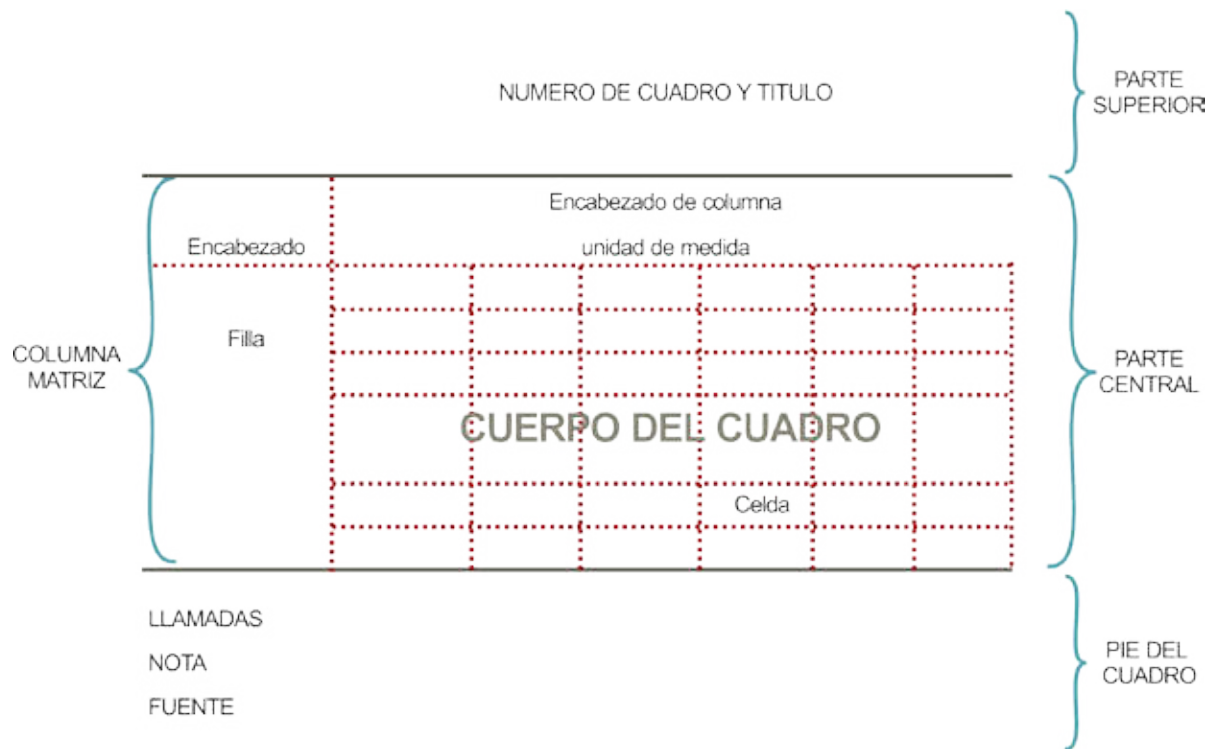 NUMERO DE CUADRO Y TITULO
PARTE
SUPERIOR
Encabezado de columna
Encabezado
unidad de medida
Filla
COLUMNA
MATRIZ
PARTE
CENTRAL
CUERPO DEL CUADRO
Celda
LLAMADAS
NOTA
FUENTE
PIE DEL
CUADRO